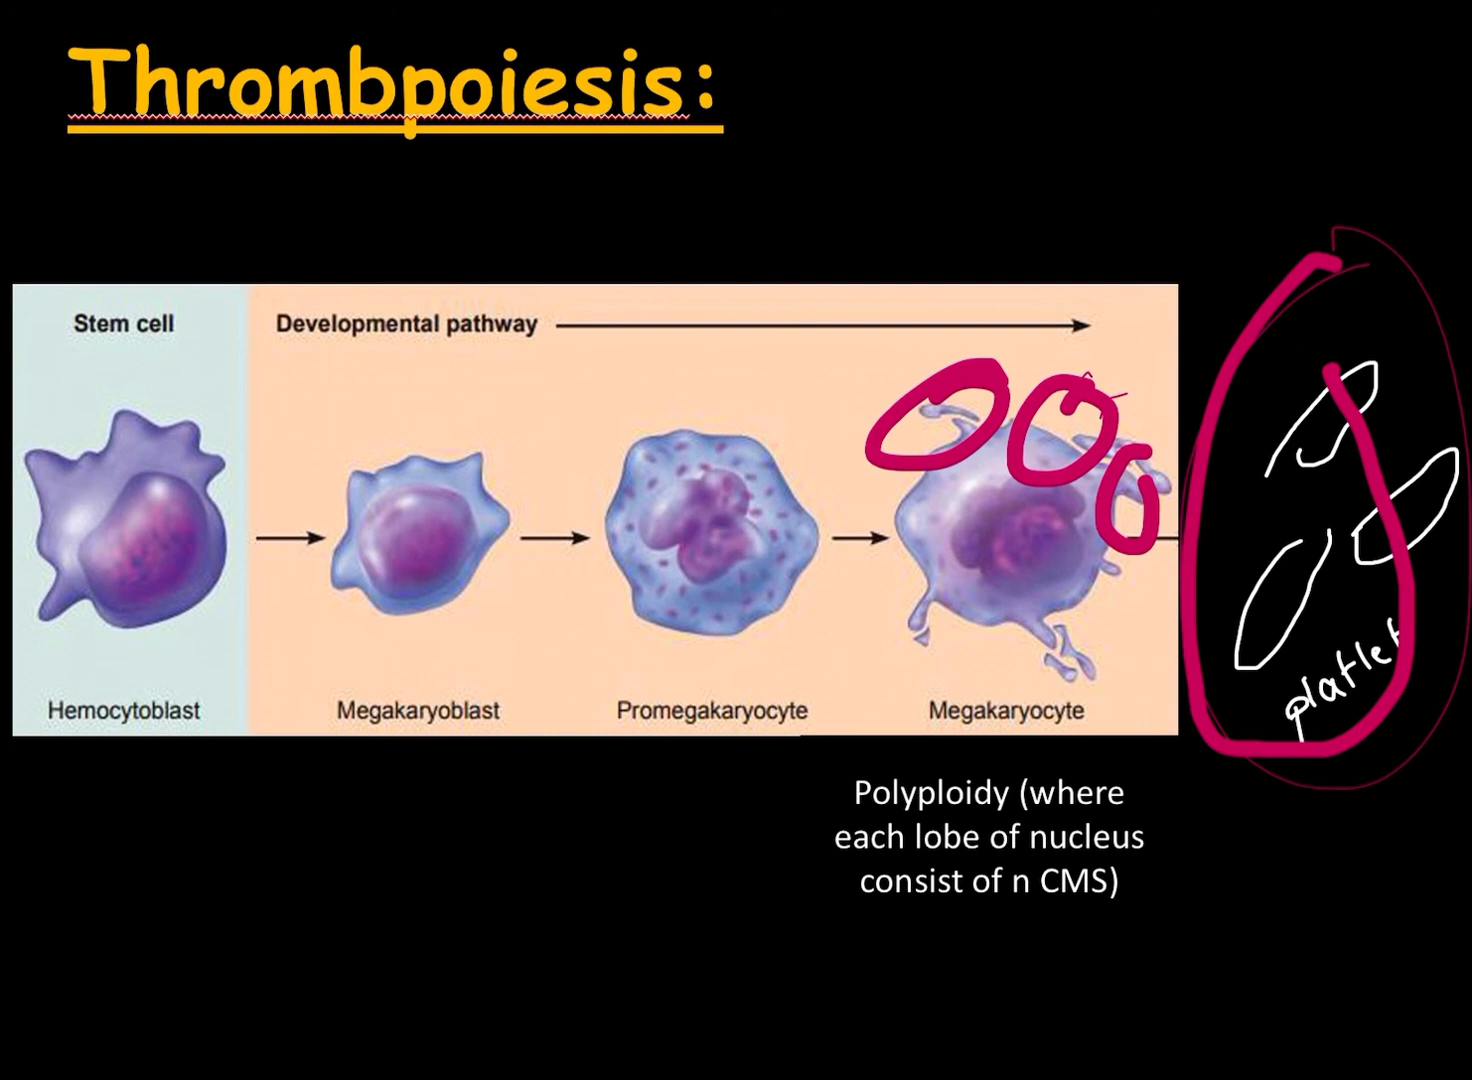 Thrombpoiesis:
Stem cell
Developmental pathway
Hemocytoblast
Megakaryoblast
Promegakaryocyte
Megakaryocyte
platlet
Polyploidy (where
each lobe of nucleus
consist of n CMS)